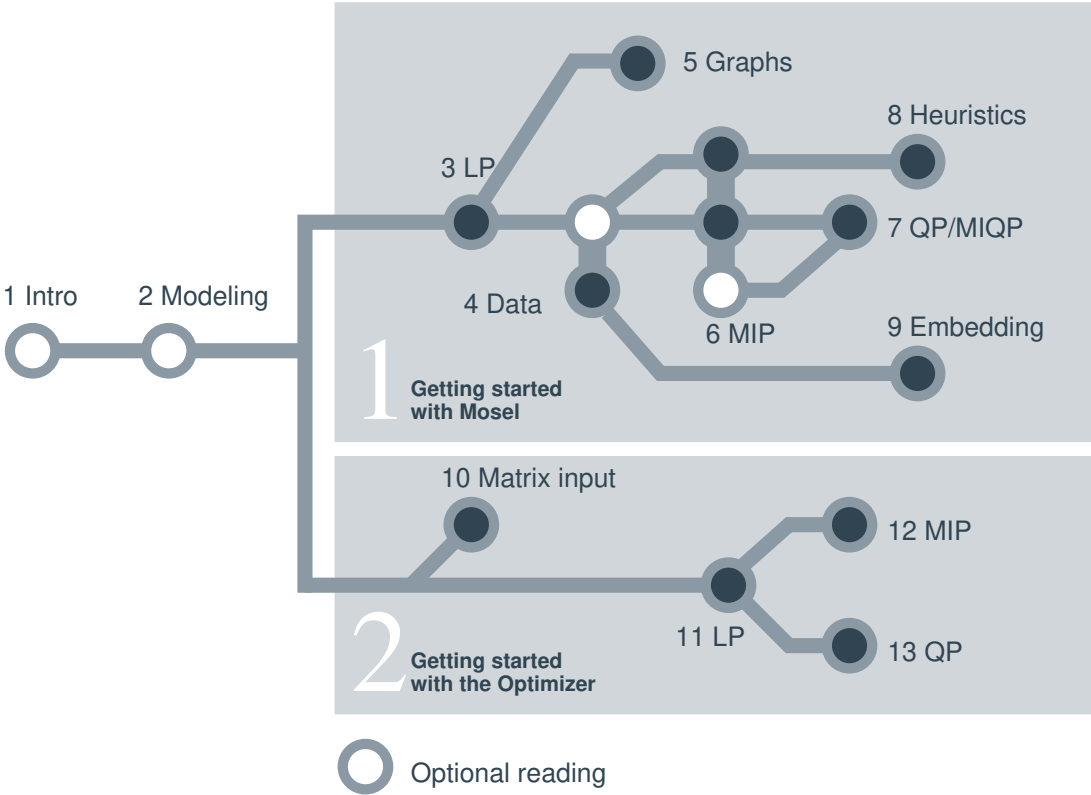 5 Graphs
8 Heuristics
3 LP
7 QP/MIQP
1 Intro
2 Modeling
4 Data
6 MIP
9 Embedding
1
Getting started
with Mosel
10 Matrix input
12 MIP
11 LP
13 QP
2
Getting started
with the Optimizer
Optional reading